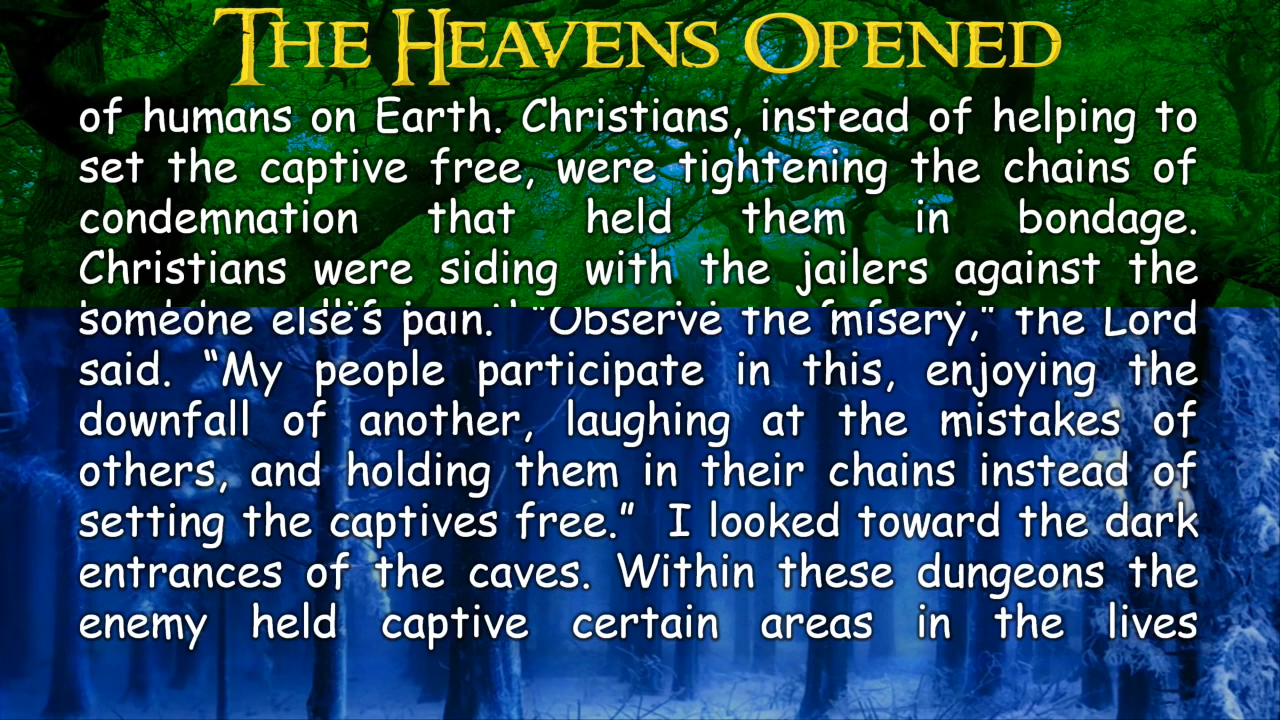 THE HEAVENS OPENED
of humans on Earth. Christians, instead of helping to
set the captive free, were tightening the chains of
condemnation that held them in bondage.
Christians were siding with the jailers against the
someone else's pain. “Observe the misery,” the Lord
said. “My people participate in this, enjoying the
downfall of another, laughing at the mistakes of
others, and holding them in their chains instead of
setting the captives free.” I looked toward the dark
entrances of the caves. Within these dungeons the
enemy held captive certain areas in the lives